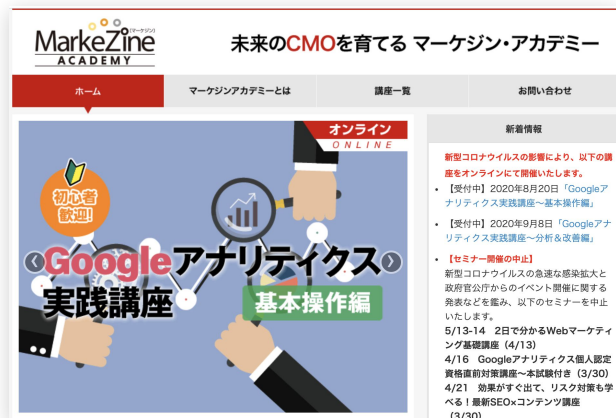 MarkeZine
(マーケジン)
ACADEMY
未来のCMOを育てる マーケジン・アカデミー
ホーム
マーケジンアカデミーとは
講座一覧
お問い合わせ
オンライン
ONLINE
初心者
歓迎!
Googleアナリティクス
実践講座
基本操作編
新着情報
新型コロナウイルスの影響により、以下の講
座をオンラインにて開催いたします。
• 【受付中】2020年8月20日「Googleア
ナリティクス実践講座〜基本操作編」
• 【受付中】2020年9月8日「Googleアナ
リティクス実践講座〜分析&改善編」
• 【セミナー開催の中止】
新型コロナウイルスの急速な感染拡大と
政府官公庁からのイベント開催に関する
発表などを鑑み、以下のセミナーを中止
いたします。
5/13-14 2日で分かるWebマーケティ
ング基礎講座（4/13）
4/16 Googleアナリティクス個人認定
資格直前対策講座〜本試験付き（3/30）
4/21 効果がすぐ出て、リスク対策も学
べる！最新SEO×コンテンツ講座
（3/30）